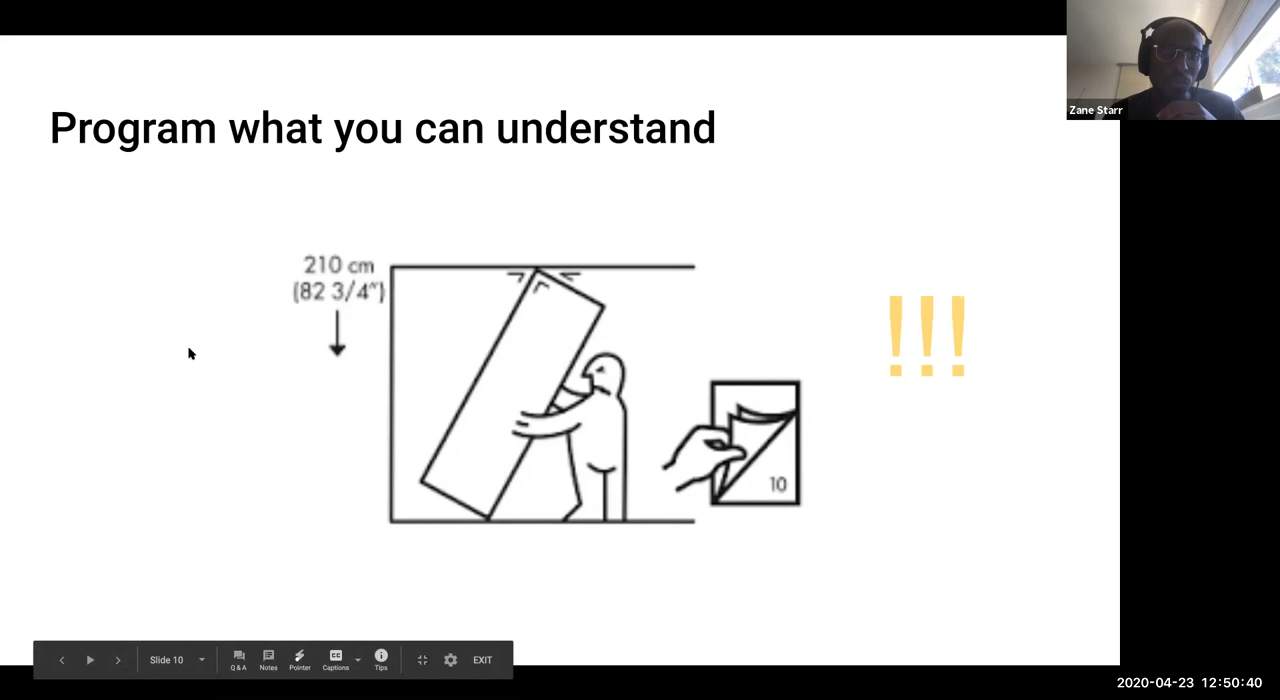 Zane Starr
Program what you can understand
210 cm
(82 3/4")
!!!
10
Slide 10
Q & A
Notes
Pointer
Captions
Tips
EXIT
2020-04-23 12:50:40